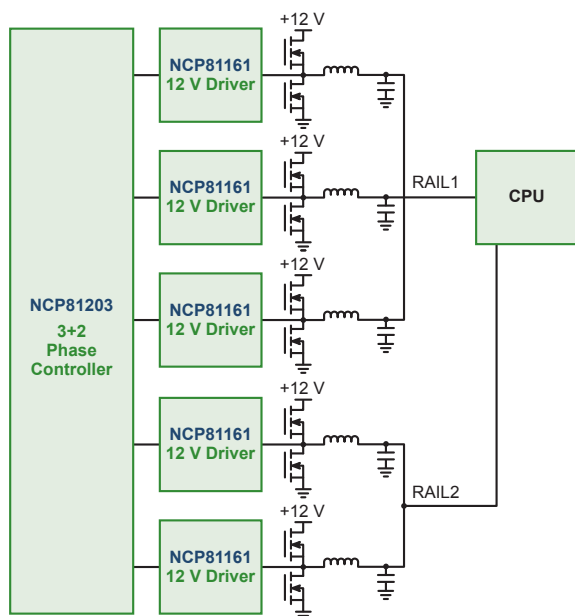 +12 V
NCP81161
12 V Driver
+12 V
NCP81161
12 V Driver
RAIL1
CPU
+12 V
NCP81203
3+2
Phase
Controller
NCP81161
12 V Driver
+12 V
NCP81161
12 V Driver
RAIL2
+12 V
NCP81161
12 V Driver